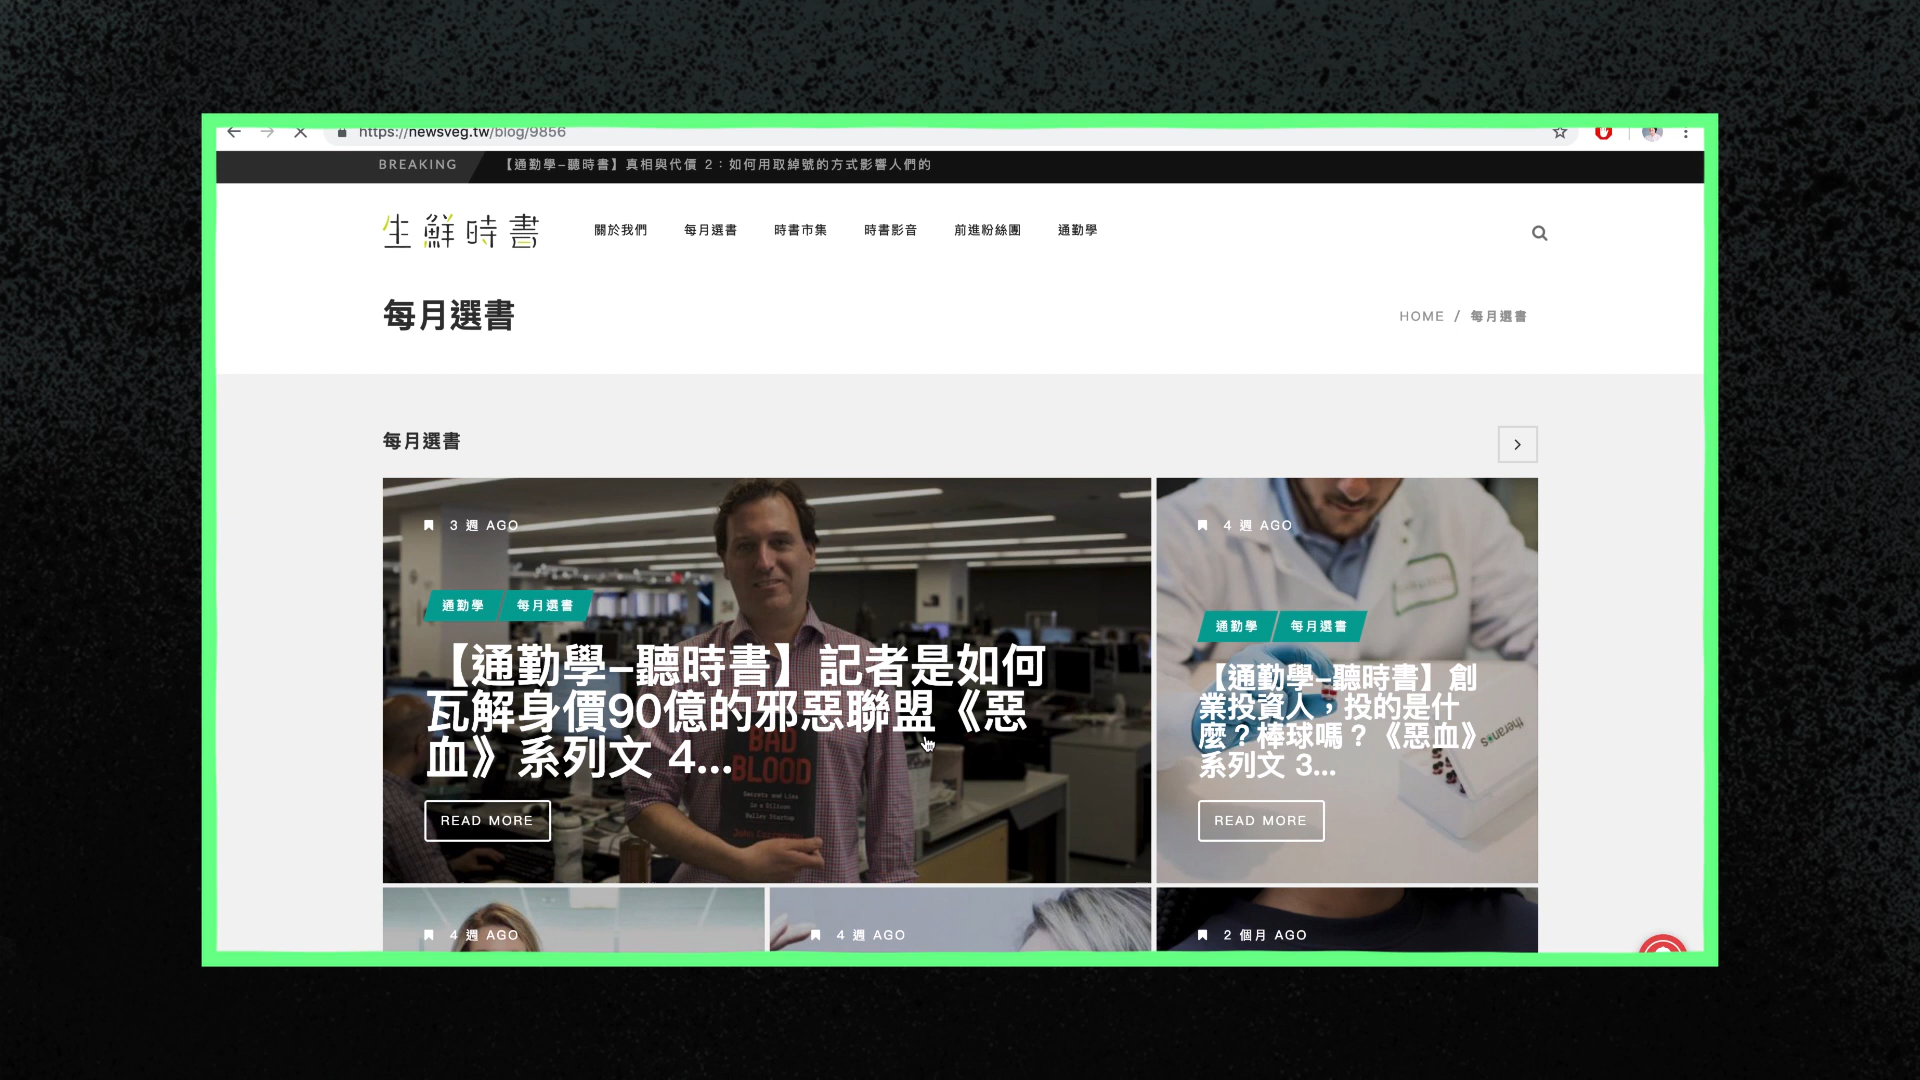 https://newsveg.tw/blog/9856
BREAKING 【通勤學–聽時書】真相與代價 2：如何用取綽號的方式影響人們的
生鮮時書 關於我們 每月選書 時書市集 時書影音 前進粉絲團 通勤學
每月選書
HOME / 每月選書
每月選書
3 週 AGO
通勤學 每月選書
【通勤學–聽時書】記者是如何
瓦解身價90億的邪惡聯盟《惡
血》系列文 4...
BAD
BLOOD
Secrets and Lies
in a Silicon
Valley Startup
READ MORE
4 週 AGO
通勤學 每月選書
【通勤學–聽時書】創
業投資人，投的是什
麼？棒球嗎？《惡血》
系列文 3...
theranos
READ MORE
4 週 AGO
4 週 AGO
2 個月 AGO